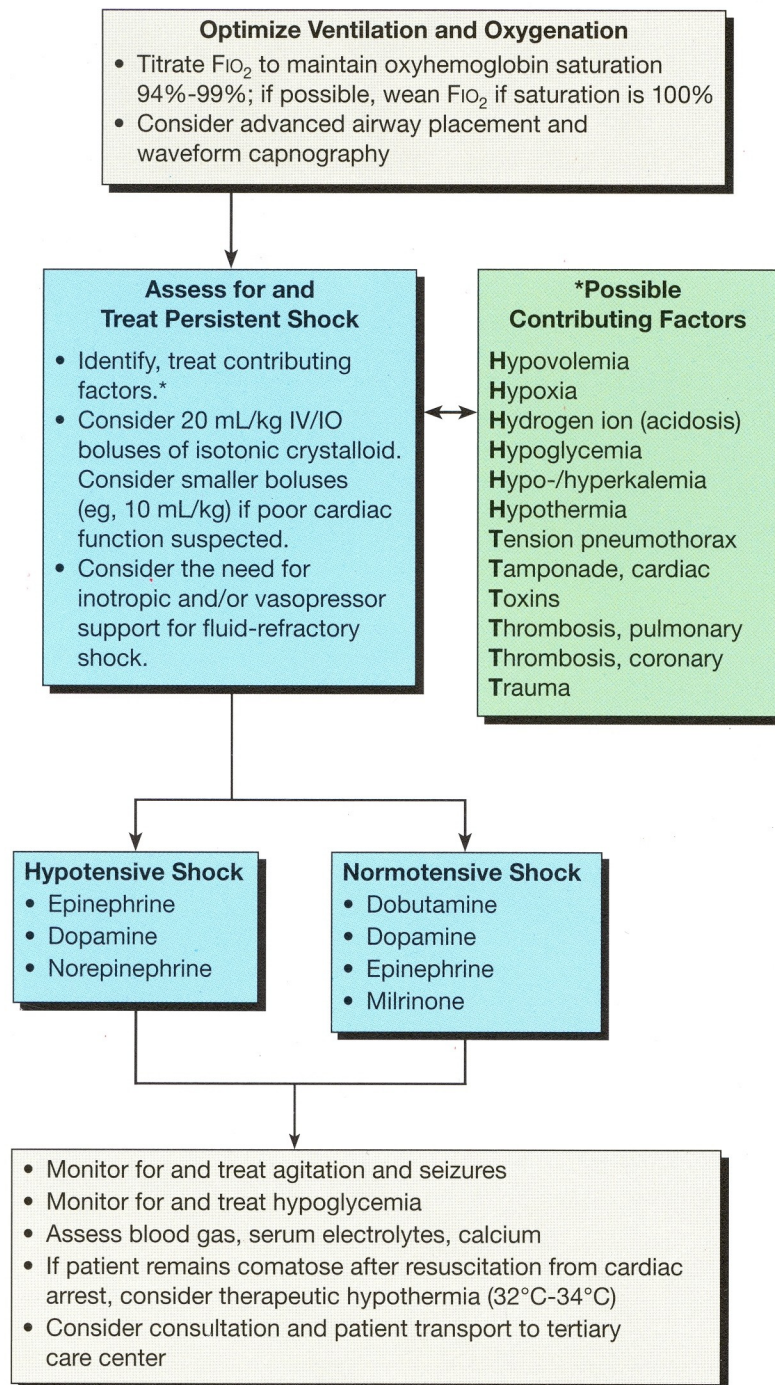 Optimize Ventilation and Oxygenation
• Titrate FIO₂ to maintain oxyhemoglobin saturation
94%-99%; if possible, wean FIO₂ if saturation is 100%
• Consider advanced airway placement and
waveform capnography
Assess for and
Treat Persistent Shock
• Identify, treat contributing
factors.*
• Consider 20 mL/kg IV/IO
boluses of isotonic crystalloid.
Consider smaller boluses
(eg, 10 mL/kg) if poor cardiac
function suspected.
• Consider the need for
inotropic and/or vasopressor
support for fluid-refractory
shock.
*Possible
Contributing Factors
Hypovolemia
Hypoxia
Hydrogen ion (acidosis)
Hypoglycemia
Hypo-/hyperkalemia
Hypothermia
Tension pneumothorax
Tamponade, cardiac
Toxins
Thrombosis, pulmonary
Thrombosis, coronary
Trauma
Hypotensive Shock
• Epinephrine
• Dopamine
• Norepinephrine
Normotensive Shock
• Dobutamine
• Dopamine
• Epinephrine
• Milrinone
• Monitor for and treat agitation and seizures
• Monitor for and treat hypoglycemia
• Assess blood gas, serum electrolytes, calcium
• If patient remains comatose after resuscitation from cardiac
arrest, consider therapeutic hypothermia (32°C-34°C)
• Consider consultation and patient transport to tertiary
care center